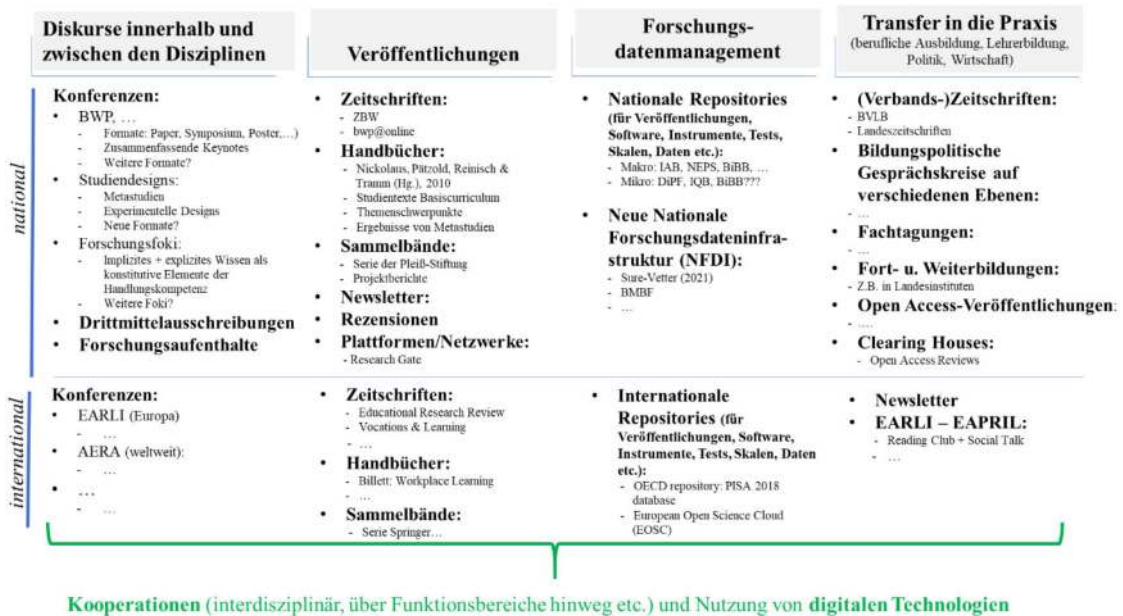 Diskurse innerhalb und
zwischen den Disziplinen
Veröffentlichungen
Forschungs-
datenmanagement
Transfer in die Praxis
(berufliche Ausbildung, Lehrerbildung,
Politik, Wirtschaft)
national
Konferenzen:
• BWP, …
- Formate: Paper, Symposium, Poster,…)
- Zusammenfassende Keynotes
- Weitere Formate?
• Studiendesigns:
- Metastudien
- Experimentelle Designs
- Neue Formate?
• Forschungsfoki:
- Implizites + explizites Wissen als
konstitutive Elemente der
Handlungskompetenz
- Weitere Foki?
• Drittmittelausschreibungen
• Forschungsaufenthalte
• Zeitschriften:
- ZBW
- bwp@online
• Handbücher:
- Nickolaus, Pätzold, Reinisch &
Tramm (Hg.), 2010
- Studientexte Basiscurriculum
- Themenschwerpunkte
- Ergebnisse von Metastudien
• Sammelbände:
- Serie der Pleiß-Stiftung
- Projektberichte
• Newsletter:
• Rezensionen
• Plattformen/Netzwerke:
- Research Gate
• Nationale Repositories
(für Veröffentlichungen,
Software, Instrumente, Tests,
Skalen, Daten etc.):
- Makro: IAB, NEPS, BiBB, …
- Mikro: DiPF, IQB, BiBB???
• Neue Nationale
Forschungsdateninfra-
struktur (NFDI):
- Sure-Vetter (2021)
- BMBF
- …
• (Verbands-)Zeitschriften:
- BVLB
- Landeszeitschriften
• Bildungspolitische
Gesprächskreise auf
verschiedenen Ebenen:
- …
• Fachtagungen:
- …
• Fort- u. Weiterbildungen:
- Z.B. in Landesinstituten
• Open Access-Veröffentlichungen:
- ….
• Clearing Houses:
- Open Access Reviews
international
Konferenzen:
• EARLI (Europa)
- …
• AERA (weltweit):
- …
• …
- …
• Zeitschriften:
- Educational Research Review
- Vocations & Learning
- …
• Handbücher:
- Billett: Workplace Learning
- …
• Sammelbände:
- Serie Springer…
• Internationale
Repositories (für
Veröffentlichungen, Software,
Instrumente, Tests, Skalen, Daten
etc.):
- OECD repository: PISA 2018
database
- European Open Science Cloud
(EOSC)
• Newsletter
• EARLI – EAPRIL:
- Reading Club + Social Talk
- …
Kooperationen (interdisziplinär, über Funktionsbereiche hinweg etc.) und Nutzung von digitalen Technologien